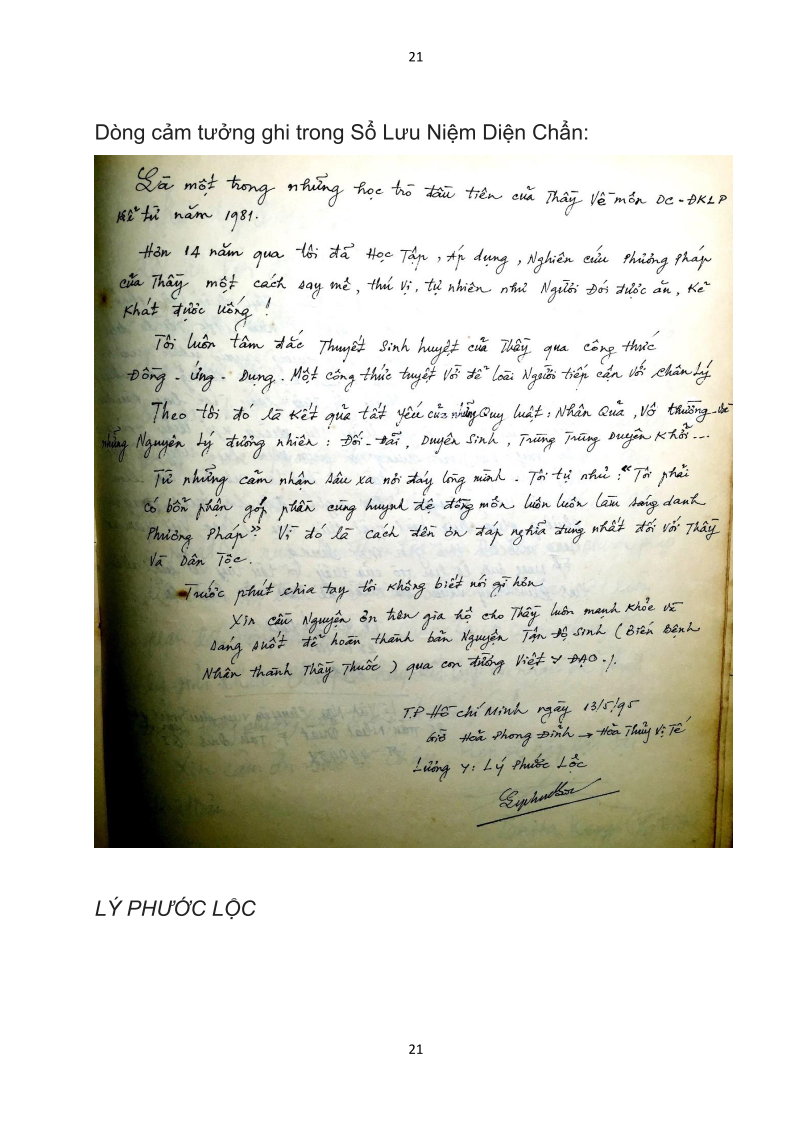 21
Dòng cảm tưởng ghi trong Sổ Lưu Niệm Diện Chẩn:
Là một trong những học trò đầu tiên của Thầy về môn DC - ĐKLP
Kể từ năm 1981.
Hơn 14 năm qua tôi đã Học Tập, Áp dụng, Nghiên cứu Phương Pháp
của Thầy một cách say mê, thú vị, tự nhiên như Người Đói được ăn, Kẻ
Khát được uống!
Tôi luôn tâm đắc Thuyết Sinh huyệt của Thầy qua công thức
Đồng - Ứng - Dụng. Một công thức tuyệt vời để loài Người tiếp cận với chân Lý
Theo tôi đó là Kết quả tất yếu của những Quy luật: Nhân Quả, Vô thường - Và
những Nguyên Lý đương nhiên: Đối - Đãi, Duyên Sinh, Trùng Trùng Duyên Khởi...
Từ những cảm nhận sâu xa nơi đáy lòng mình. Tôi tự nhủ: "Tôi phải
có bổn phận góp phần cùng huynh đệ đồng môn luôn luôn làm sáng danh
Phương Pháp". Vì đó là cách đền ơn đáp nghĩa đúng nhất đối với Thầy
Và Dân Tộc.
Trước phút chia tay tôi không biết nói gì hơn
Xin cầu Nguyện ơn trên gia hộ cho Thầy luôn mạnh khỏe và
sáng suốt để hoàn thành bản Nguyện Tận Độ Sinh (Biến Bệnh
Nhân thành Thầy Thuốc) qua con đường Việt Y ĐẠO./.
T.P Hồ Chí Minh ngày 13/5/95
Giờ Hỏa Phong Đỉnh → Hỏa Thủy Vị Tế
Lương Y: Lý Phước Lộc
LÝ PHƯỚC LỘC
21